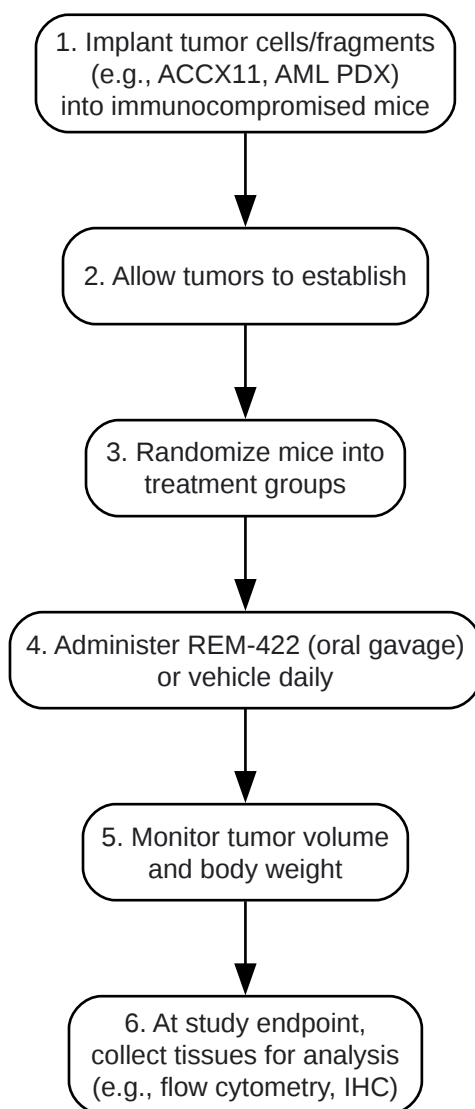 1. Implant tumor cells/fragments
(e.g., ACCX11, AML PDX)
into immunocompromised mice
2. Allow tumors to establish
3. Randomize mice into
treatment groups
4. Administer REM-422 (oral gavage)
or vehicle daily
5. Monitor tumor volume
and body weight
6. At study endpoint,
collect tissues for analysis
(e.g., flow cytometry, IHC)